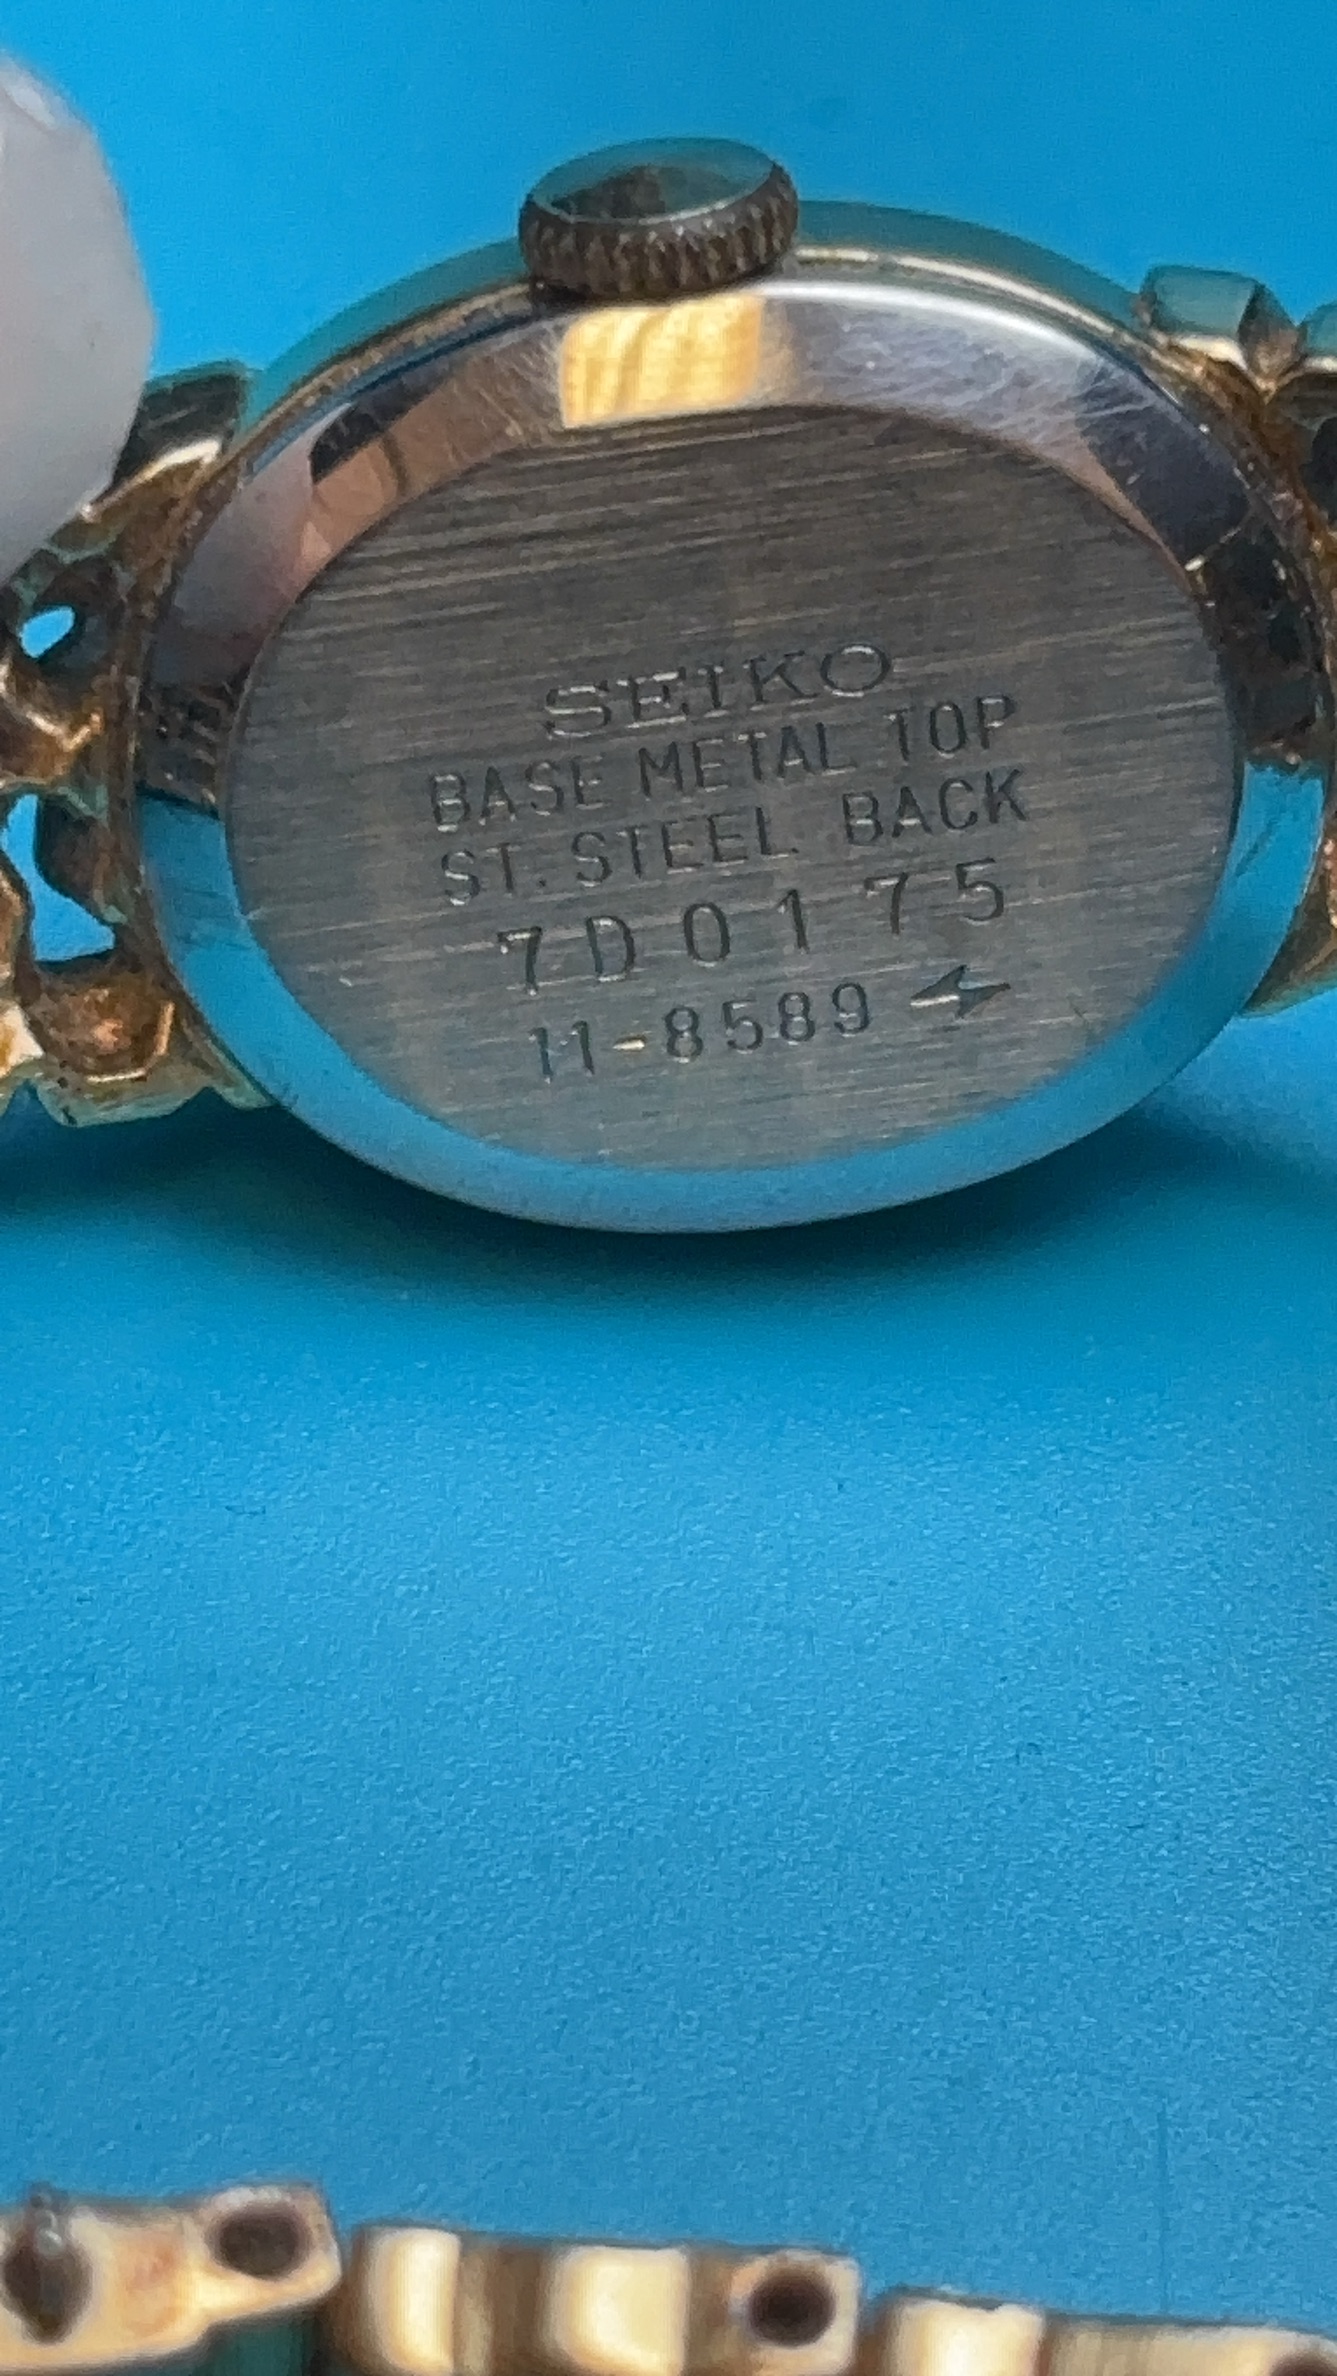 SEIKO
BASE METAL TOP
ST. STEEL BACK
7D0175
11-8589